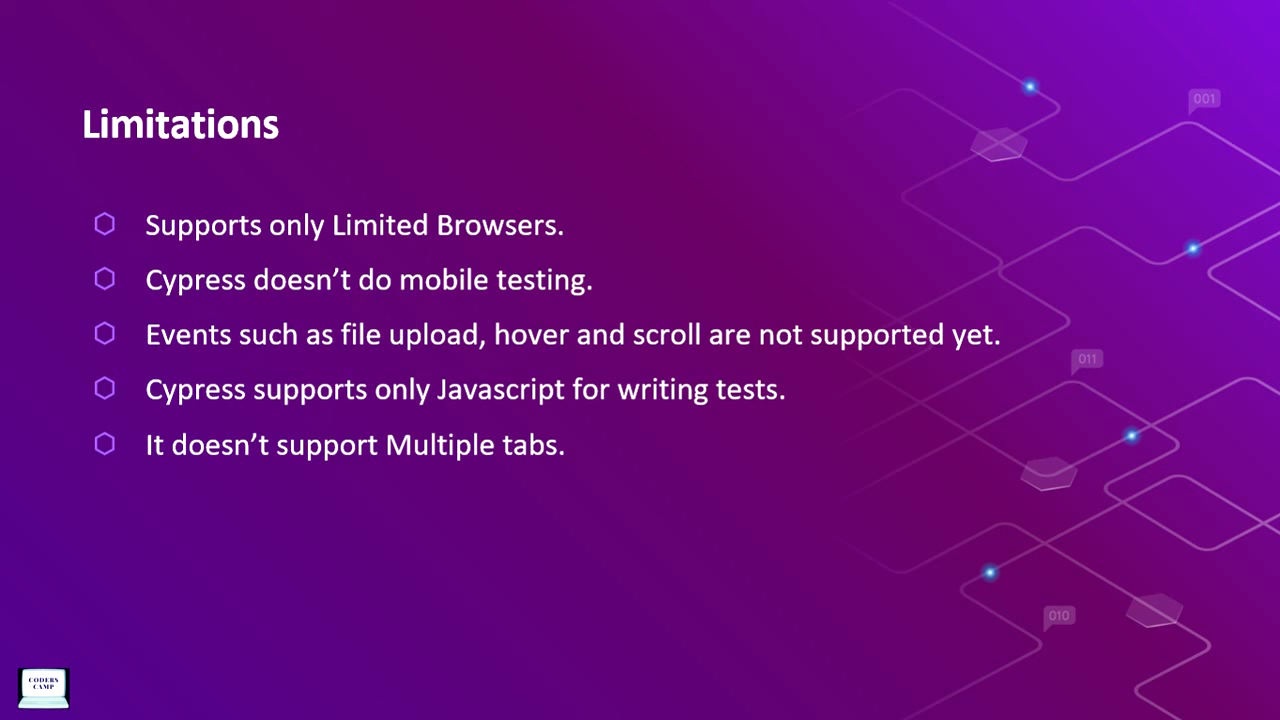 Limitations
001
Supports only Limited Browsers.
Cypress doesn’t do mobile testing.
Events such as file upload, hover and scroll are not supported yet.
011
Cypress supports only Javascript for writing tests.
It doesn’t support Multiple tabs.
010
CODERS
CAMP